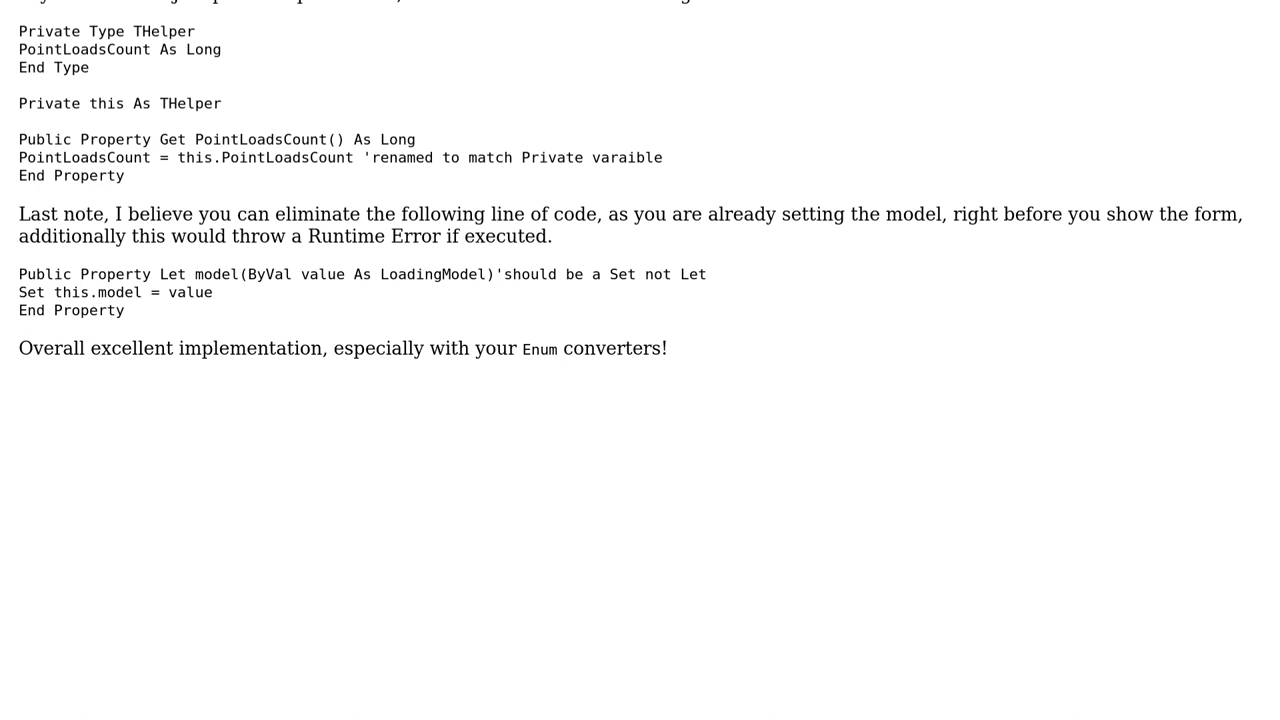 Private Type THelper
PointLoadsCount As Long
End Type
Private this As THelper
Public Property Get PointLoadsCount() As Long
PointLoadsCount = this.PointLoadsCount 'renamed to match Private varaible
End Property
Last note, I believe you can eliminate the following line of code, as you are already setting the model, right before you show the form,
additionally this would throw a Runtime Error if executed.
Public Property Let model(ByVal value As LoadingModel)'should be a Set not Let
Set this.model = value
End Property
Overall excellent implementation, especially with your Enum converters!